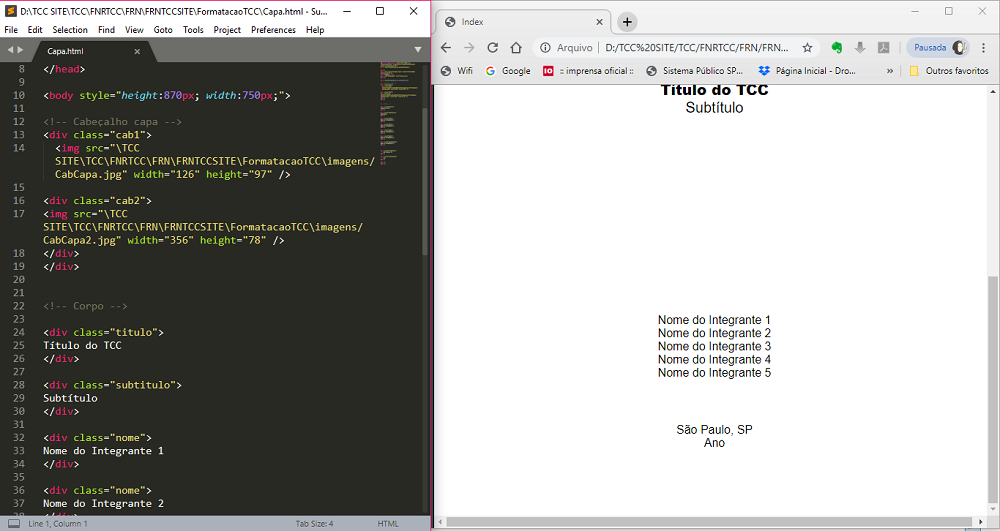 D:\TCC SITE\TCC\FNRTCC\FRN\FRNTCCSITE\FormatacaoTCC\Capa.html - Su...
File Edit Selection Find View Goto Tools Project Preferences Help
Capa.html
8 </head>
9
10 <body style="height:870px; width:750px;">
11
12 <!-- Cabeçalho capa -->
13 <div class="cab1">
14 <img src="\TCC
SITE\TCC\FNRTCC\FRN\FRNTCCSITE\FormatacaoTCC\imagens/
CabCapa.jpg" width="126" height="97" />
15
16 <div class="cab2">
17 <img src="\TCC
SITE\TCC\FNRTCC\FRN\FRNTCCSITE\FormatacaoTCC\imagens/
CabCapa2.jpg" width="356" height="78" />
18 </div>
19 </div>
20
21
22 <!-- Corpo -->
23
24 <div class="titulo">
25 Título do TCC
26 </div>
27
28 <div class="subtitulo">
29 Subtítulo
30 </div>
31
32 <div class="nome">
33 Nome do Integrante 1
34 </div>
35
36 <div class="nome">
37 Nome do Integrante 2
38 </div>
Line 1, Column 1 Tab Size: 4 HTML
Index
Arquivo D:/TCC%20SITE/TCC/FNRTCC/FRN/FRN... Pausada
Wifi Google IO :: imprensa oficial :: Sistema Público SP... Página Inicial - Dro... » Outros favoritos
Título do TCC
Subtítulo
Nome do Integrante 1
Nome do Integrante 2
Nome do Integrante 3
Nome do Integrante 4
Nome do Integrante 5
São Paulo, SP
Ano